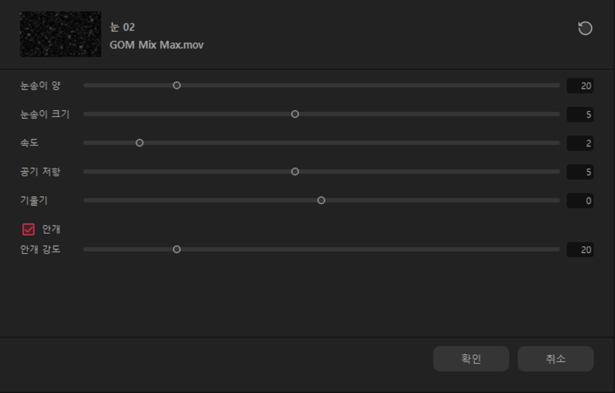 눈 02
GOM Mix Max.mov
눈송이 양 20
눈송이 크기 5
속도 2
공기 저항 5
기울기 0
안개
안개 강도 20
확인 취소